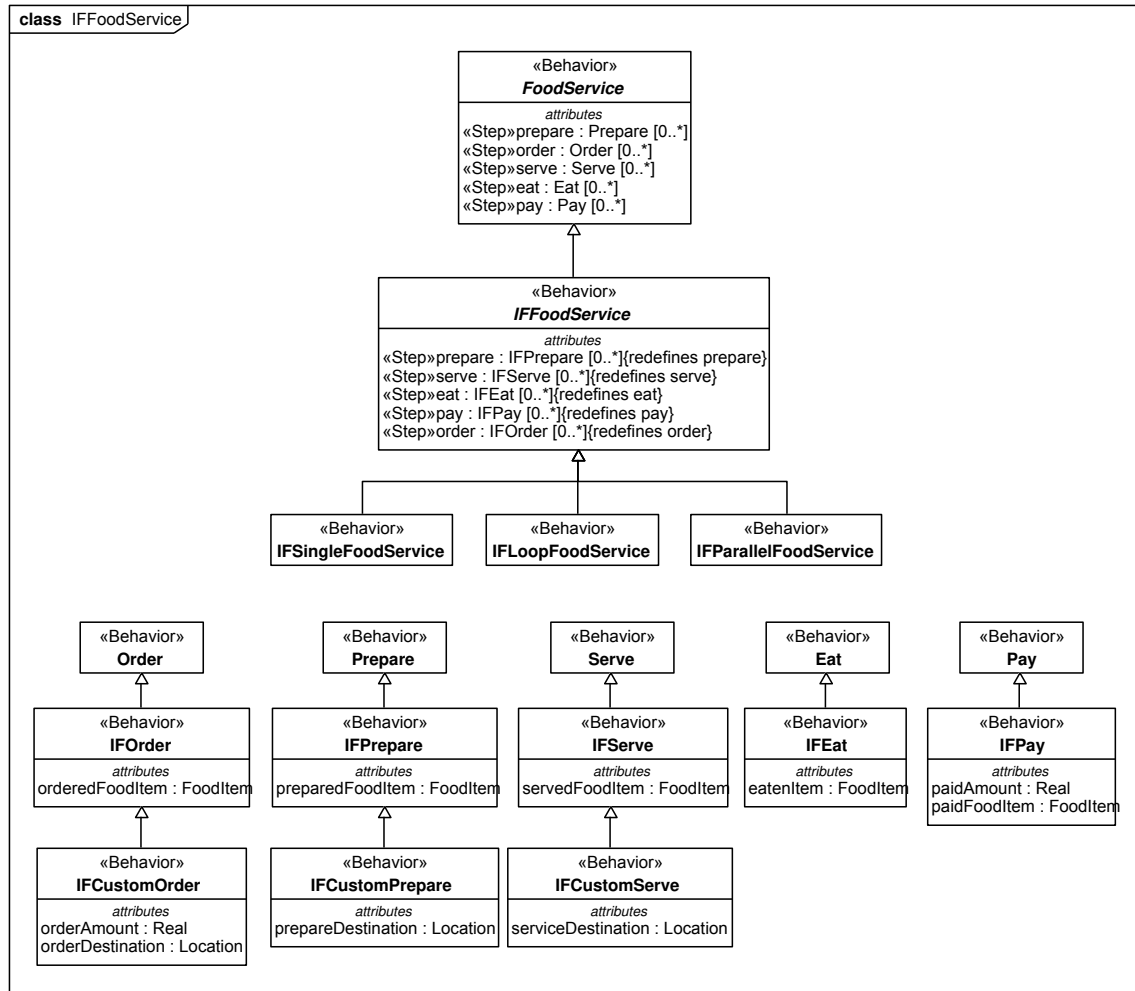 class IFFoodService
«Behavior»
FoodService
attributes
«Step»prepare : Prepare [0..*]
«Step»order : Order [0..*]
«Step»serve : Serve [0..*]
«Step»eat : Eat [0..*]
«Step»pay : Pay [0..*]
«Behavior»
IFFoodService
attributes
«Step»prepare : IFPrepare [0..*]{redefines prepare}
«Step»serve : IFServe [0..*]{redefines serve}
«Step»eat : IFEat [0..*]{redefines eat}
«Step»pay : IFPay [0..*]{redefines pay}
«Step»order : IFOrder [0..*]{redefines order}
«Behavior»
IFSingleFoodService
«Behavior»
IFLoopFoodService
«Behavior»
IFParallelFoodService
«Behavior»
Order
«Behavior»
Prepare
«Behavior»
Serve
«Behavior»
Eat
«Behavior»
Pay
«Behavior»
IFOrder
attributes
orderedFoodItem : FoodItem
«Behavior»
IFPrepare
attributes
preparedFoodItem : FoodItem
«Behavior»
IFServe
attributes
servedFoodItem : FoodItem
«Behavior»
IFEat
attributes
eatenItem : FoodItem
«Behavior»
IFPay
attributes
paidAmount : Real
paidFoodItem : FoodItem
«Behavior»
IFCustomOrder
attributes
orderAmount : Real
orderDestination : Location
«Behavior»
IFCustomPrepare
attributes
prepareDestination : Location
«Behavior»
IFCustomServe
attributes
serviceDestination : Location